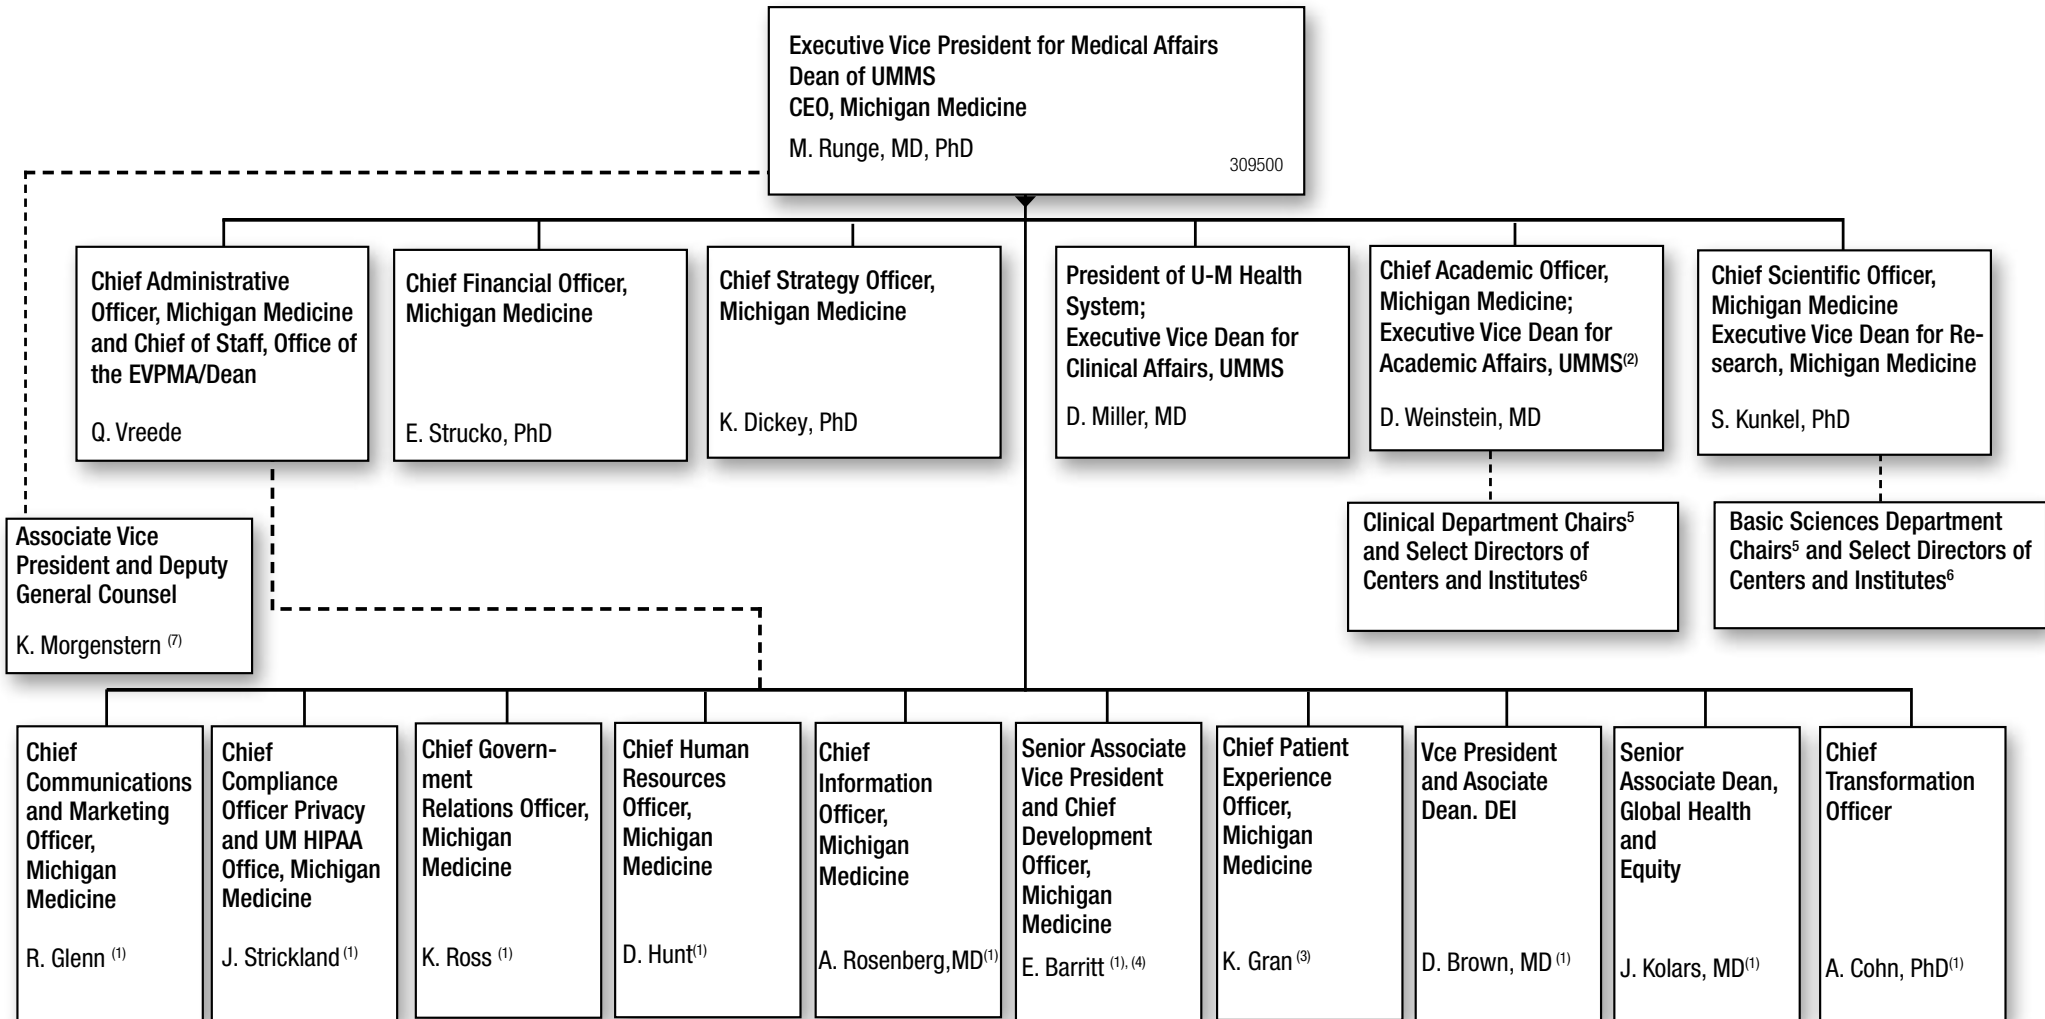 Executive Vice President for Medical Affairs
Dean of UMMS
CEO, Michigan Medicine
M. Runge, MD, PhD
309500
Chief Administrative
Officer, Michigan Medicine
and Chief of Staff, Office of
the EVPMA/Dean
Q. Vreede
Chief Financial Officer,
Michigan Medicine
E. Strucko, PhD
Chief Strategy Officer,
Michigan Medicine
K. Dickey, PhD
President of U-M Health
System;
Executive Vice Dean for
Clinical Affairs, UMMS
D. Miller, MD
Chief Academic Officer,
Michigan Medicine;
Executive Vice Dean for
Academic Affairs, UMMS(2)
D. Weinstein, MD
Chief Scientific Officer,
Michigan Medicine
Executive Vice Dean for Re-
search, Michigan Medicine
S. Kunkel, PhD
Associate Vice
President and Deputy
General Counsel
K. Morgenstern (7)
Clinical Department Chairs5
and Select Directors of
Centers and Institutes6
Basic Sciences Department
Chairs5 and Select Directors of
Centers and Institutes6
Chief
Communications
and Marketing
Officer,
Michigan
Medicine
R. Glenn (1)
Chief
Compliance
Officer Privacy
and UM HIPAA
Office, Michigan
Medicine
J. Strickland (1)
Chief Govern-
ment
Relations Officer,
Michigan
Medicine
K. Ross (1)
Chief Human
Resources
Officer,
Michigan
Medicine
D. Hunt(1)
Chief
Information
Officer,
Michigan
Medicine
A. Rosenberg,MD(1)
Senior Associate
Vice President
and Chief
Development
Officer,
Michigan
Medicine
E. Barritt (1), (4)
Chief Patient
Experience
Officer,
Michigan
Medicine
K. Gran (3)
Vce President
and Asociate
Dean. DEI
D. Brown, MD (1)
Senior
Associate Dean,
Global Health
and
Equity
J. Kolars, MD(1)
Chief
Transformation
Officer
A. Cohn, PhD(1)